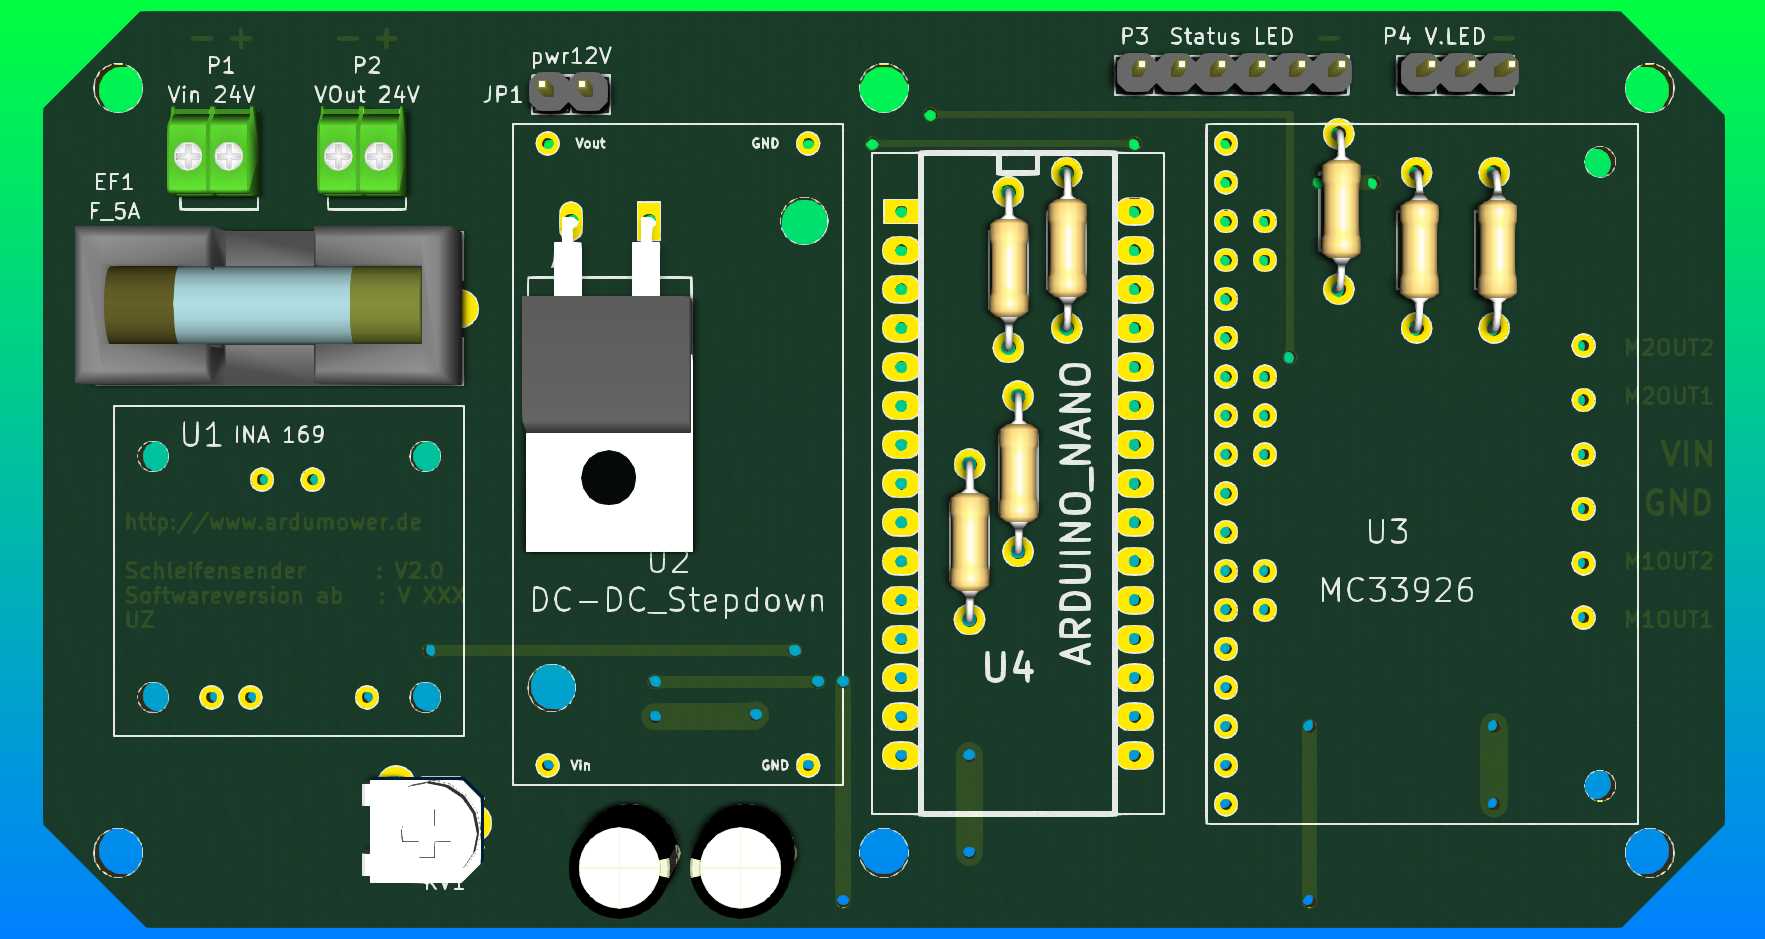 P1
Vin 24V
P2
VOut 24V
pwr12V
JP1
P3 Status LED
P4 V.LED
EF1
F_5A
Vout
GND
U1 INA 169
http://www.ardumower.de
Schleifensender : V2.0
Softwareversion ab : V XXX
UZ
U2
DC-DC_Stepdown
Vin
GND
RV1
ARDUINO_NANO
U4
U3
MC33926
M2OUT2
M2OUT1
VIN
GND
M1OUT2
M1OUT1